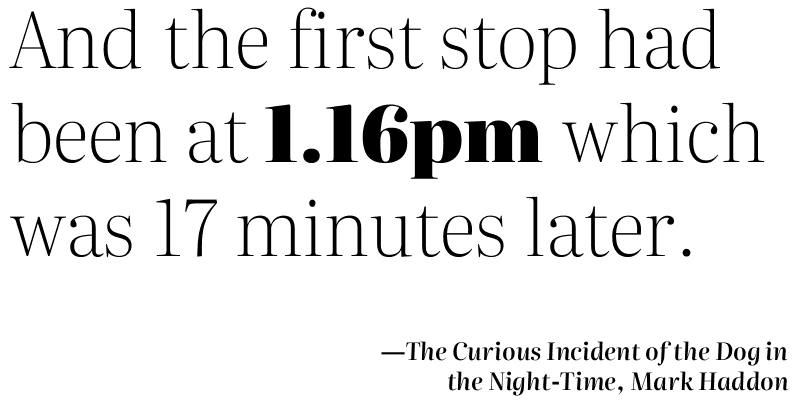 And the first stop had
been at 1.16pm which
was 17 minutes later.
—The Curious Incident of the Dog in
the Night-Time, Mark Haddon